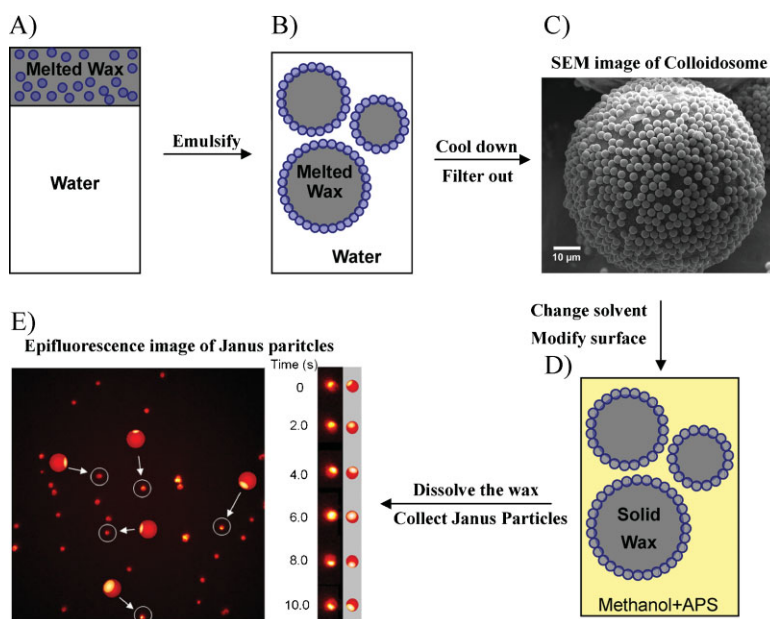 A)
Melted Wax
Water
Emulsify
B)
Melted
Wax
Water
Cool down
Filter out
C)
SEM image of Colloidosome
10 µm
Change solvent
Modify surface
D)
Solid
Wax
Methanol+APS
Dissolve the wax
Collect Janus Particles
E)
Epifluorescence image of Janus paritcles
Time (s)
0
2.0
4.0
6.0
8.0
10.0